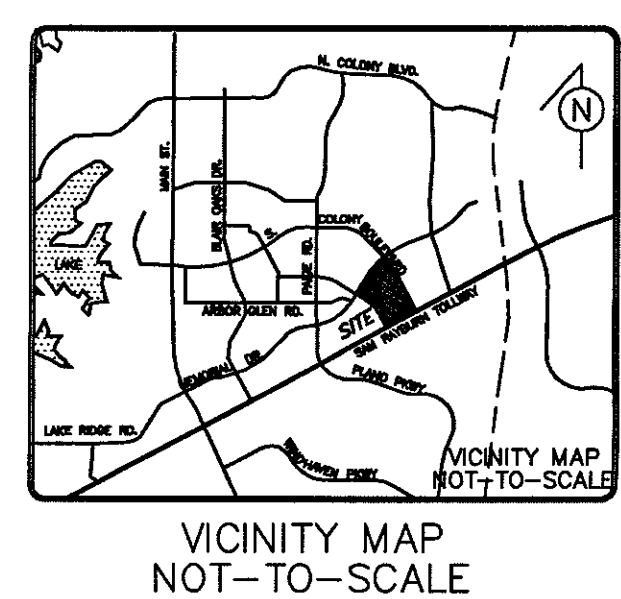 N. COLONY BLVD.
N
MAIN ST.
BLAIR OAKS DR.
S. COLONY BOULEVARD
PAIGE RD.
LAKE
ARBOR GLEN RD.
SITE
SAM RAYBURN TOLLWAY
MEMORIAL DR
PLANO PKWY
LAKE RIDGE RD.
WINDHAVEN PKWY
VICINITY MAP
NOT-TO-SCALE
VICINITY MAP
NOT-TO-SCALE